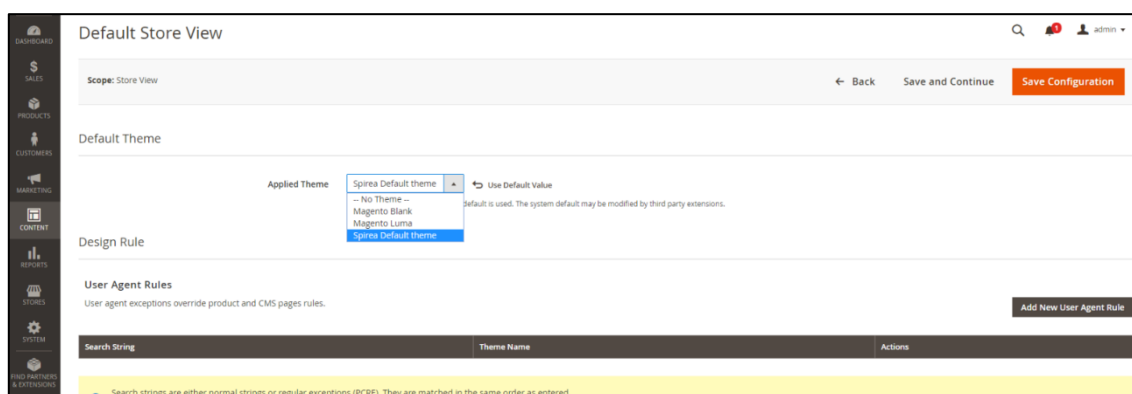 DASHBOARD
SALES
PRODUCTS
CUSTOMERS
MARKETING
CONTENT
REPORTS
STORES
SYSTEM
FIND PARTNERS
& EXTENSIONS
Default Store View
1
admin
Scope: Store View
Back
Save and Continue
Save Configuration
Default Theme
Applied Theme
Spirea Default theme
Use Default Value
-- No Theme --
Magento Blank
Magento Luma
Spirea Default theme
default is used. The system default may be modified by third party extensions.
Design Rule
User Agent Rules
User agent exceptions override product and CMS pages rules.
Add New User Agent Rule
Search String
Theme Name
Actions
Search strings are either normal strings or regular exceptions (PCRE). They are matched in the same order as entered.